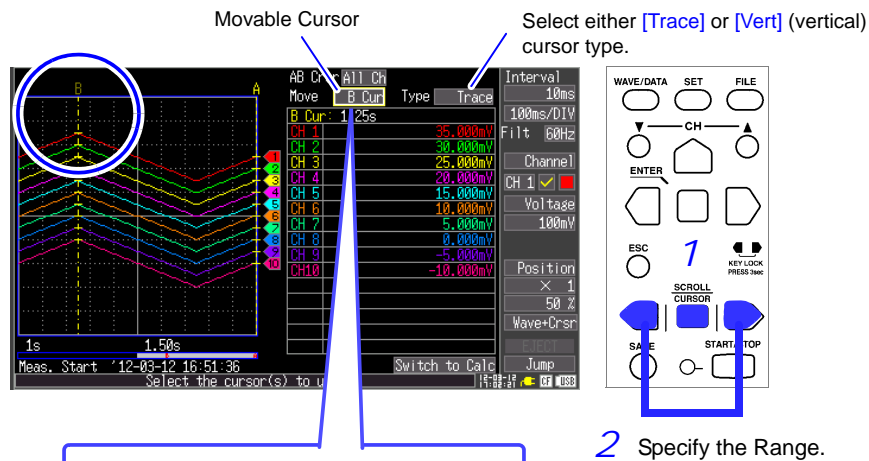 Movable Cursor
Select either [Trace] or [Vert] (vertical)
cursor type.
B
A
AB Crsr All Ch
Move B Cur Type Trace
B Cur: 1.25s
CH 1 35.000mV
CH 2 30.000mV
CH 3 25.000mV
CH 4 20.000mV
CH 5 15.000mV
CH 6 10.000mV
CH 7 5.000mV
CH 8 0.000mV
CH 9 -5.000mV
CH10 -10.000mV
1
2
3
4
5
6
7
8
9
10
1s 1.50s
Meas. Start '12-03-12 16:51:36
Switch to Calc
Select the cursor(s) to u
CF USB
Interval
10ms
100ms/DIV
Filt 60Hz
Channel
CH 1
Voltage
100mV
Position
× 1
50 %
Wave+Crsr
EJECT
Jump
WAVE/DATA SET FILE
CH
ENTER
ESC
1
KEY LOCK
PRESS 3sec
SCROLL
CURSOR
2 Specify the Range.